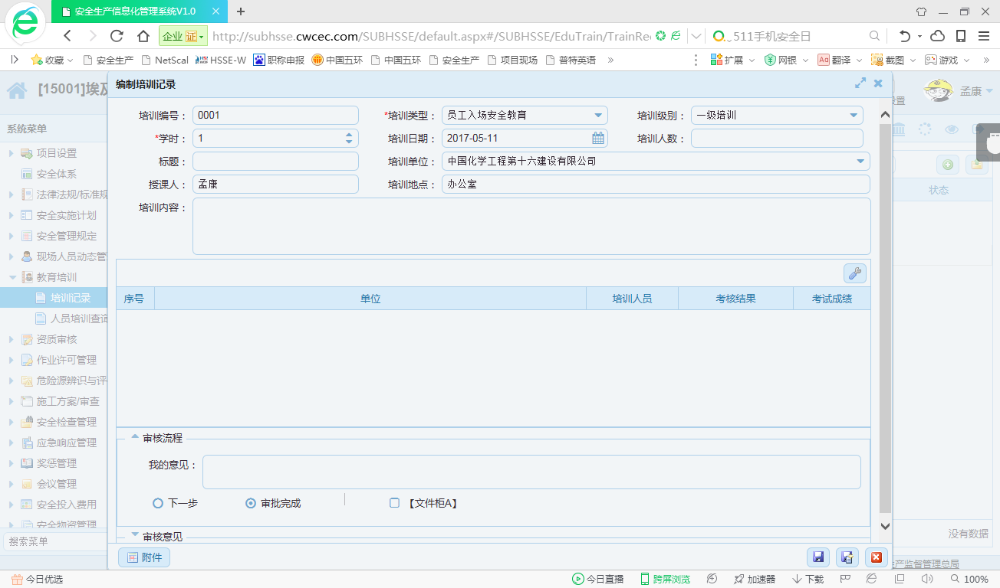 安全生产信息化管理系统V1.0
企业 证 http://subhsse.cwcec.com/SUBHSSE/default.aspx#/SUBHSSE/EduTrain/TrainRe 511手机安全日
收藏 安全生产 NetScal HSSE-W 职称申报 中国五环 中国五环 安全生产 项目现场 普特英语 » 扩展 网银 Aa 翻译 截图 游戏 »
[15001]埃及
编制培训记录
孟康
系统菜单
项目设置
安全体系
法律法规/标准规
安全实施计划
安全管理规定
现场人员动态管
教育培训
培训记录
人员培训查询
资质审核
作业许可管理
危险源辨识与评
施工方案/审查
安全检查管理
应急响应管理
奖惩管理
会议管理
安全投入费用
安全物资管理
搜索菜单
培训编号： 0001 *培训类型： 员工入场安全教育 培训级别： 一级培训
*学时： 1 培训日期： 2017-05-11 培训人数：
标题： 培训单位： 中国化学工程第十六建设有限公司
授课人： 孟康 培训地点： 办公室
培训内容：
状态
序号 单位 培训人员 考核结果 考试成绩
审核流程
我的意见：
下一步 审批完成 【文件柜A】
审核意见
没有数据
附件
产监督管理总局
今日优选 今日直播 跨屏浏览 加速器 下载 100%